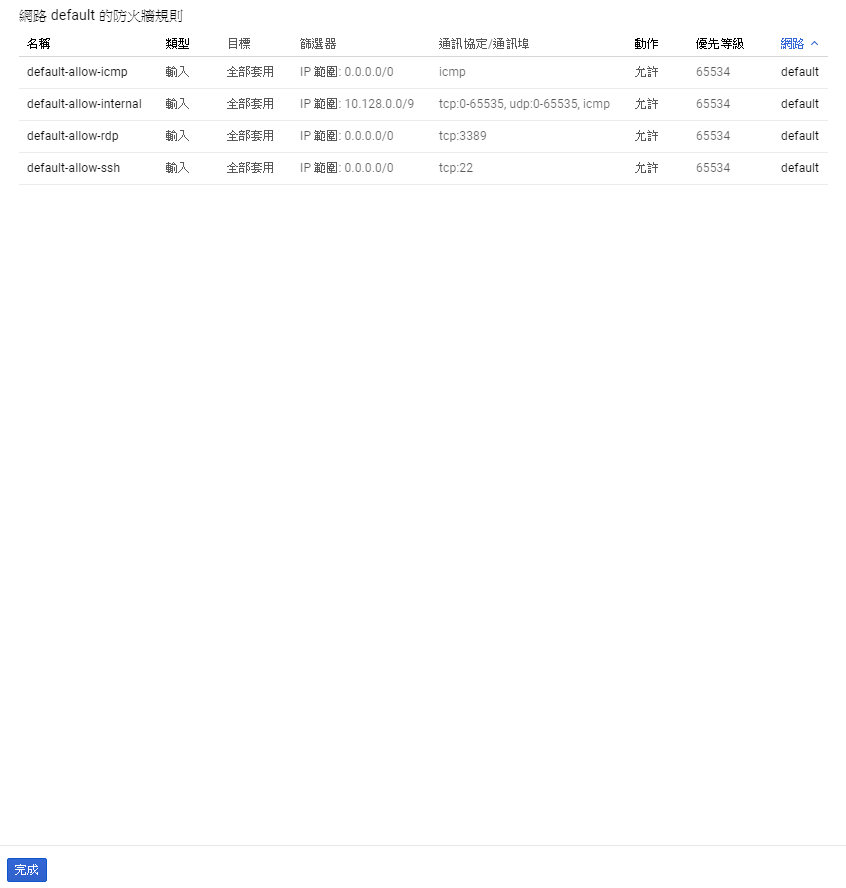 網路 default 的防火牆規則
名稱 類型 目標 篩選器 通訊協定/通訊埠 動作 優先等級 網路
default-allow-icmp 輸入 全部套用 IP 範圍: 0.0.0.0/0 icmp 允許 65534 default
default-allow-internal 輸入 全部套用 IP 範圍: 10.128.0.0/9 tcp:0-65535, udp:0-65535, icmp 允許 65534 default
default-allow-rdp 輸入 全部套用 IP 範圍: 0.0.0.0/0 tcp:3389 允許 65534 default
default-allow-ssh 輸入 全部套用 IP 範圍: 0.0.0.0/0 tcp:22 允許 65534 default
完成